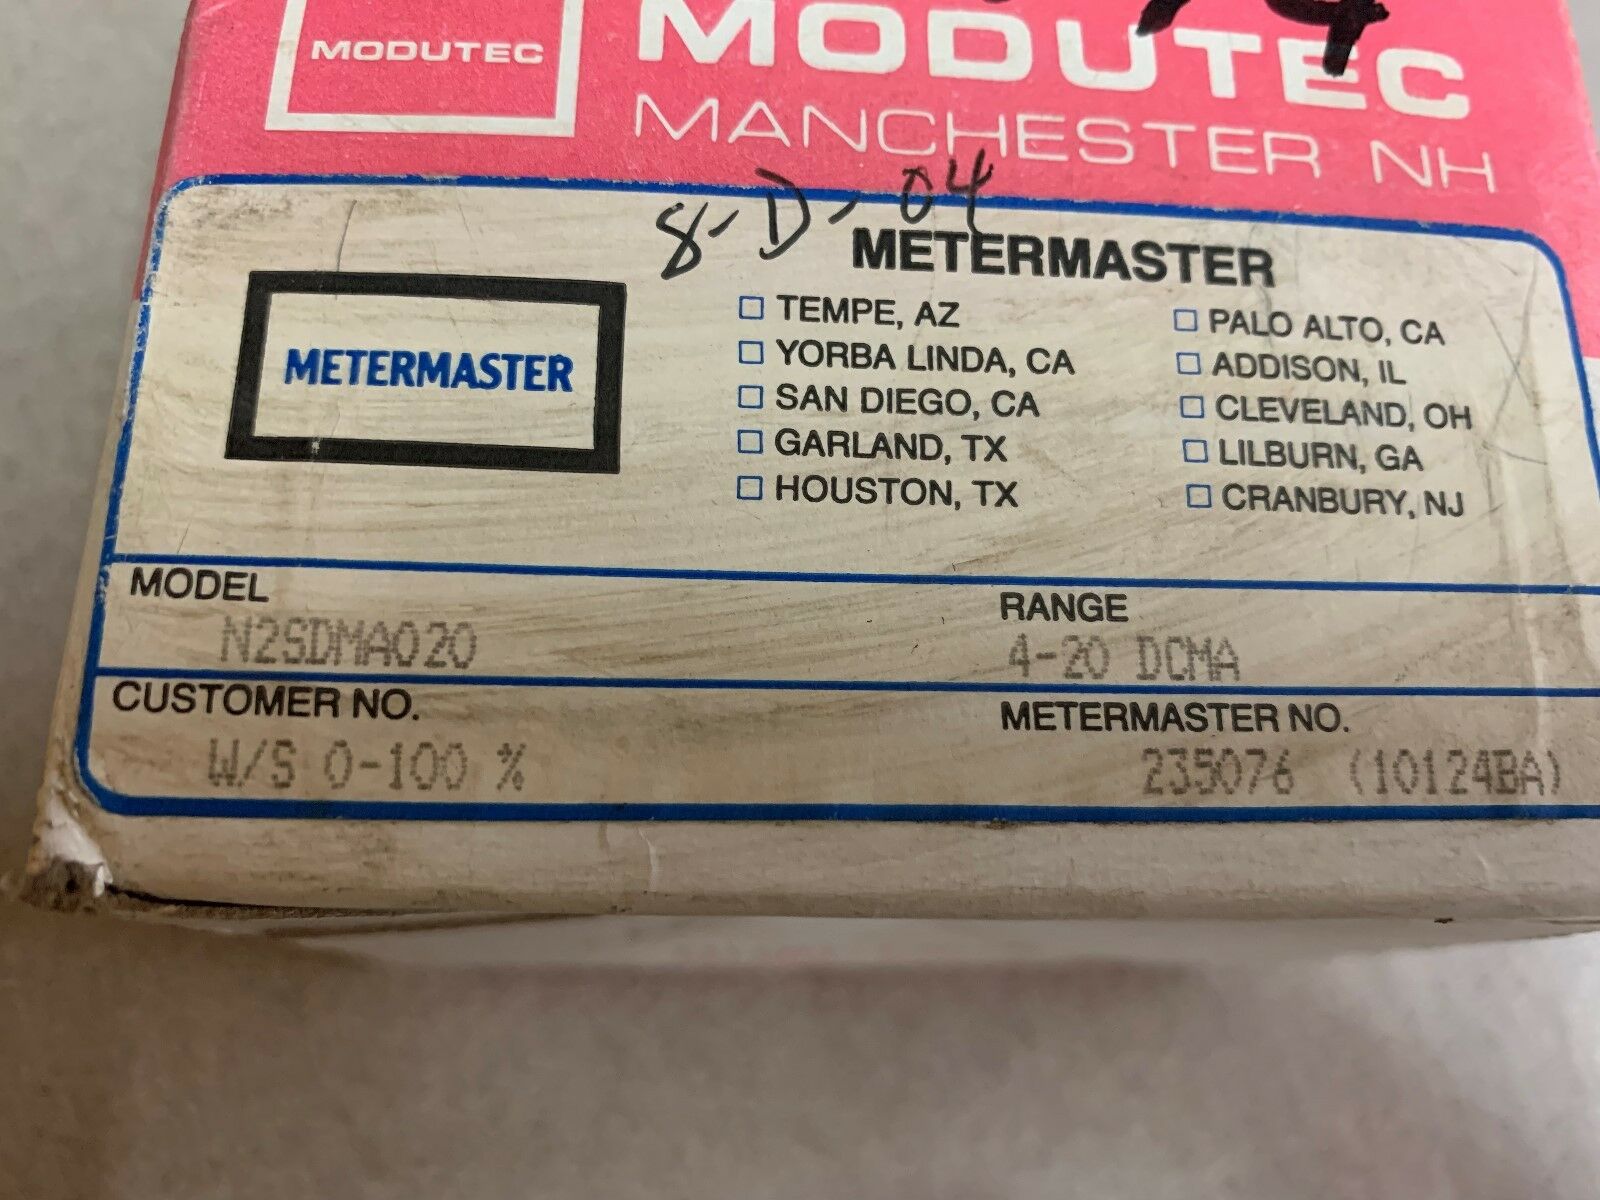 MODUTEC
MODUTEC
MANCHESTER NH
8-D-04
METERMASTER
METERMASTER
TEMPE, AZ
YORBA LINDA, CA
SAN DIEGO, CA
GARLAND, TX
HOUSTON, TX
PALO ALTO, CA
ADDISON, IL
CLEVELAND, OH
LILBURN, GA
CRANBURY, NJ
MODEL
N2SDMA020
RANGE
4-20 DCMA
CUSTOMER NO.
W/S 0-100 %
METERMASTER NO.
235076 (10124BA)